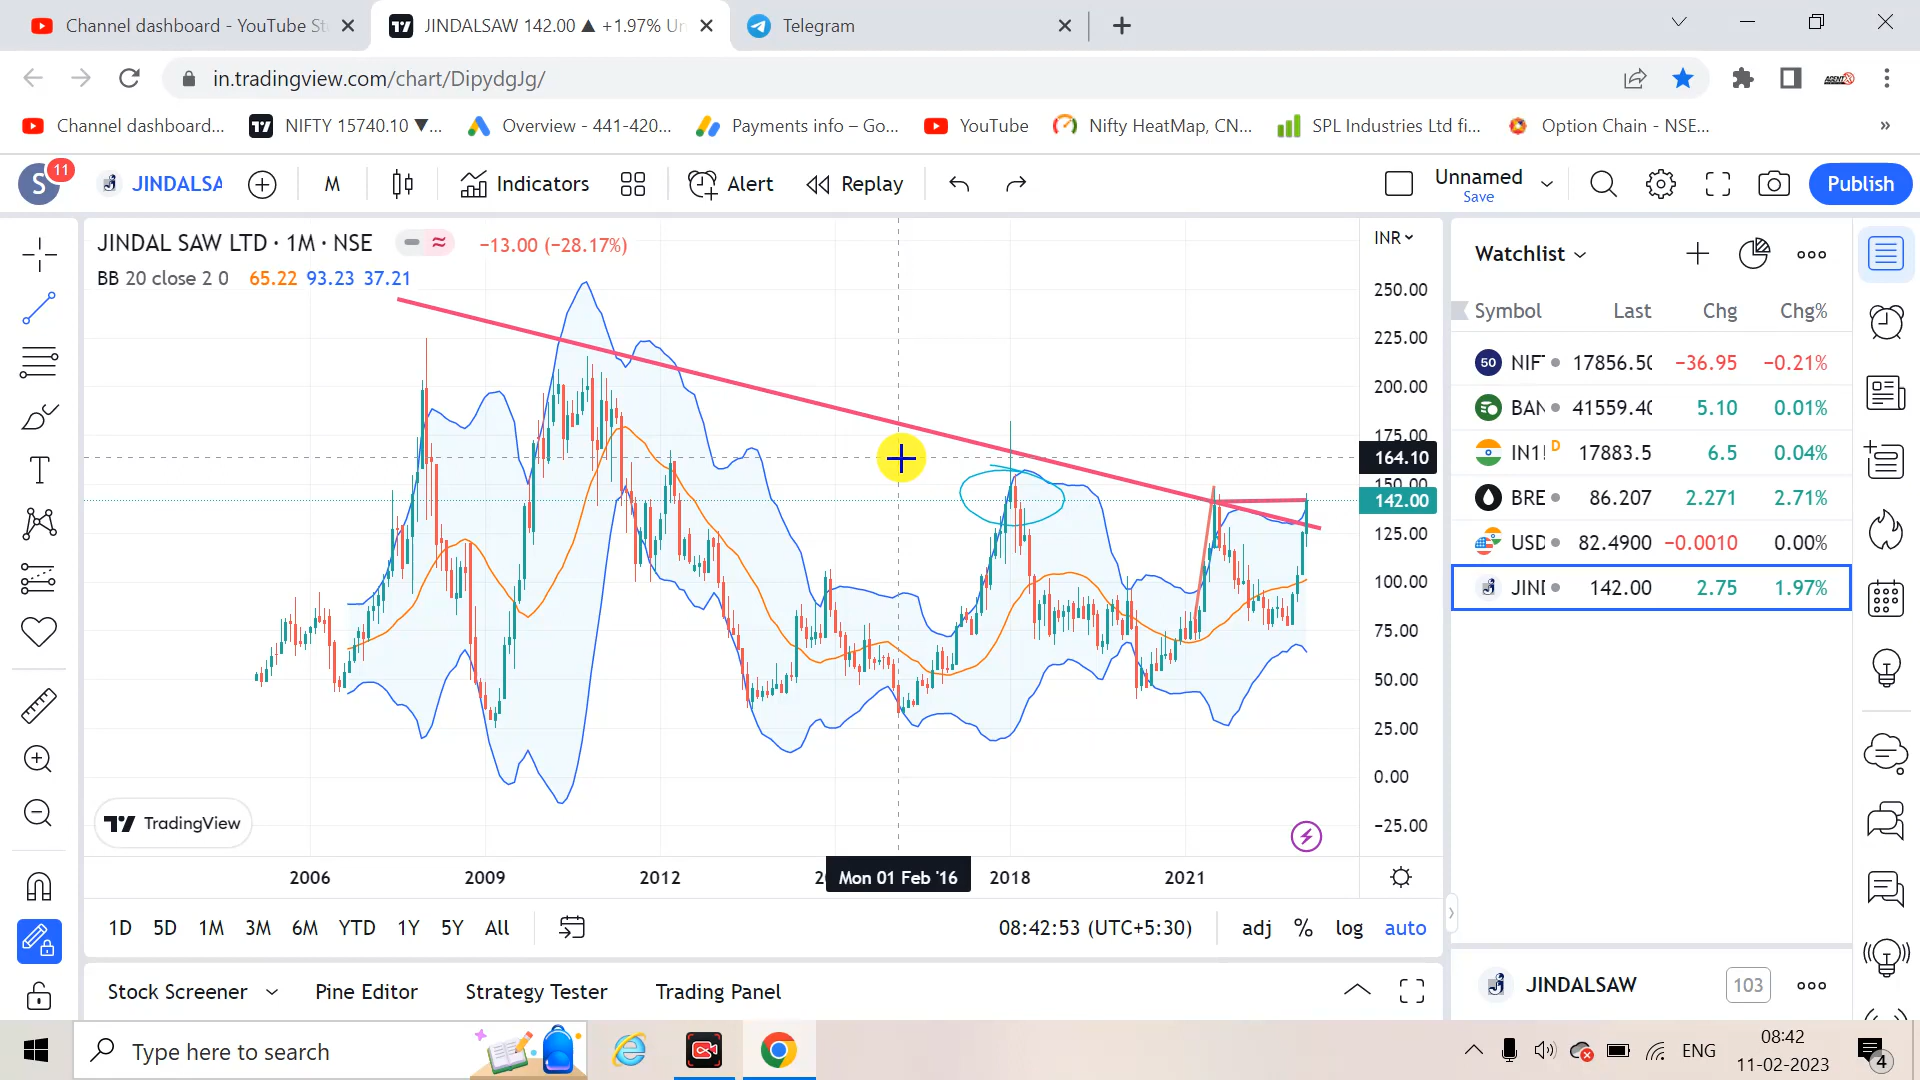 Channel dashboard - YouTube St
JINDALSAW 142.00 ▲ +1.97% Un
Telegram
in.tradingview.com/chart/DipydgJg/
Channel dashboard...
NIFTY 15740.10 ▼...
Overview - 441-420...
Payments info – Go...
YouTube
Nifty HeatMap, CN...
SPL Industries Ltd fi...
Option Chain - NSE...
»
S
11
JINDALSA
M
Indicators
Alert
Replay
Unnamed
Save
Publish
JINDAL SAW LTD · 1M · NSE
−13.00 (−28.17%)
BB 20 close 2 0 65.22 93.23 37.21
INR
250.00
225.00
200.00
175.00
164.10
150.00
142.00
125.00
100.00
75.00
50.00
25.00
0.00
−25.00
TradingView
2006
2009
2012
Mon 01 Feb '16
2018
2021
1D 5D 1M 3M 6M YTD 1Y 5Y All
08:42:53 (UTC+5:30)
adj % log auto
Stock Screener
Pine Editor
Strategy Tester
Trading Panel
Watchlist
Symbol Last Chg Chg%
50 NIF 17856.50 −36.95 −0.21%
BAN 41559.40 5.10 0.01%
IN1! D 17883.5 6.5 0.04%
BRE 86.207 2.271 2.71%
USD 82.4900 −0.0010 0.00%
JIND 142.00 2.75 1.97%
JINDALSAW
103
Type here to search
ENG
08:42
11-02-2023
4